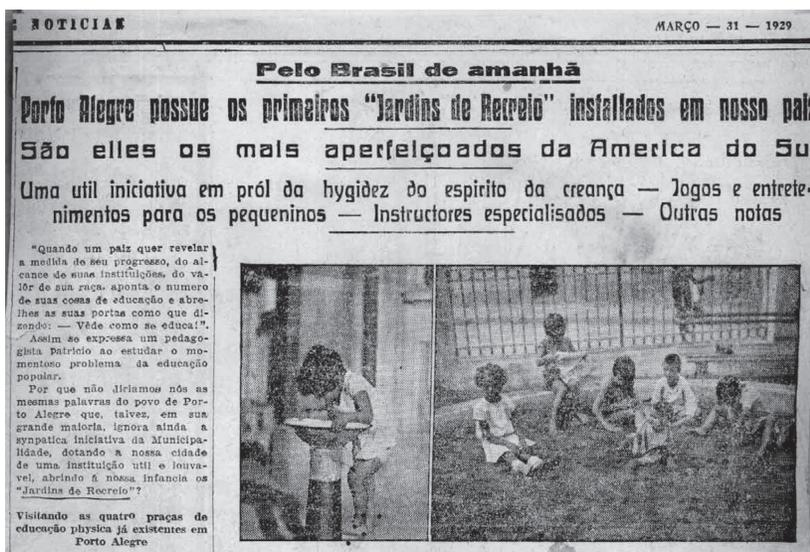 NOTICIAS
MARÇO — 31 — 1929
Pelo Brasil de amanhã
Porto Alegre possue os primeiros "Jardins de Recreio" installados em nosso paiz
São elles os mais aperfeiçoados da America do Su
Uma util iniciativa em pról da hygidez do espirito da creança — Jogos e entrete-
nimentos para os pequeninos — Instructores especialisados — Outras notas
"Quando um paiz quer revelar
a medida de seu progresso, do al-
cance de suas instituições, do va-
lôr de sua raça, aponta o numero
de suas casas de educação e abre-
lhes as suas portas como que di-
zendo: — Vêde como se educa!".
Assim se expressa um pedago-
gista patricio ao estudar o mo-
mentoso problema da educação
popular.
Por que não diriamos nós as
mesmas palavras do povo de Por-
to Alegre que, talvez, em sua
grande maioria, ignora ainda a
synpatica iniciativa da Municipa-
lidade, dotando a nossa cidade
de uma instituição util e louva-
vel, abrindo á nossa infancia os
"Jardins de Recreio"?
Visitando as quatro praças de
educação physica já existentes em
Porto Alegre